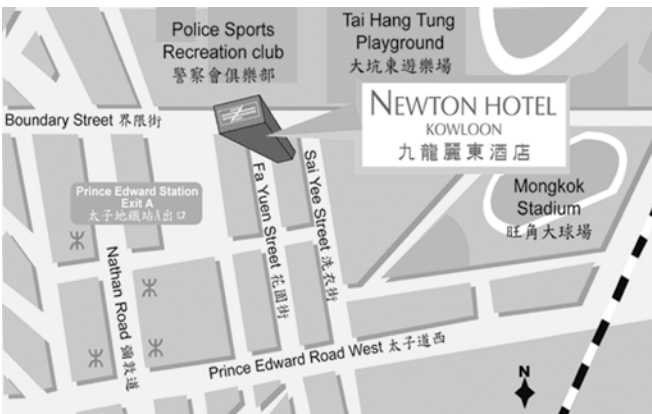 Police Sports
Recreation club
警察會俱樂部
Tai Hang Tung
Playground
大坑東遊樂場
Boundary Street 界限街
NEWTON HOTEL
KOWLOON
九龍麗東酒店
Prince Edward Station
Exit A
太子地鐵站A出口
Fa Yuen Street 花園街
Sai Yee Street 洗衣街
Mongkok
Stadium
旺角大球場
Nathan Road 彌敦道
Prince Edward Road West 太子道西
N